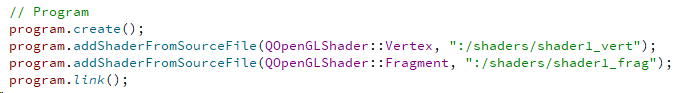 // Program
program.create();
program.addShaderFromSourceFile(QOpenGLShader::Vertex, ":/shaders/shader1_vert");
program.addShaderFromSourceFile(QOpenGLShader::Fragment, ":/shaders/shader1_frag");
program.link();